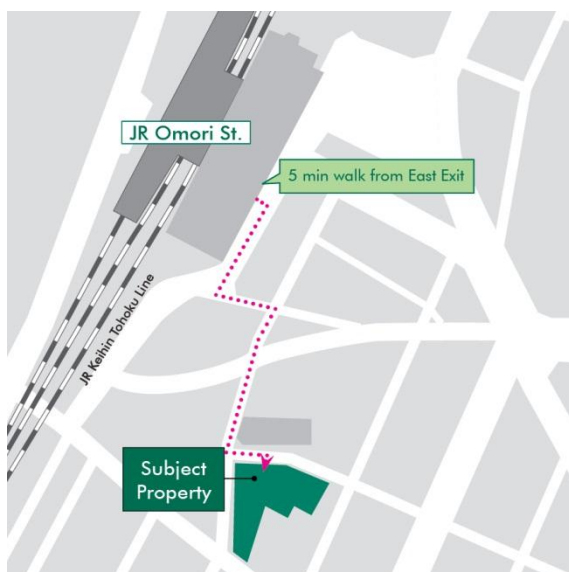 JR Omori St.
5 min walk from East Exit
JR Keihin Tohoku Line
Subject
Property